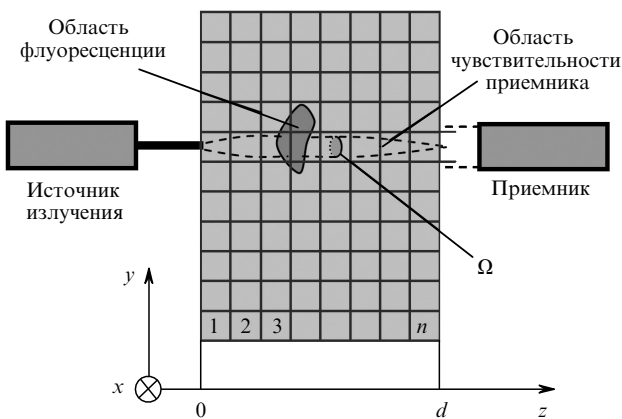 Область
флуоресценции
Область
чувствительности
приемника
Источник
излучения
Приемник
Ω
y
1 2 3 n
x
0 d z